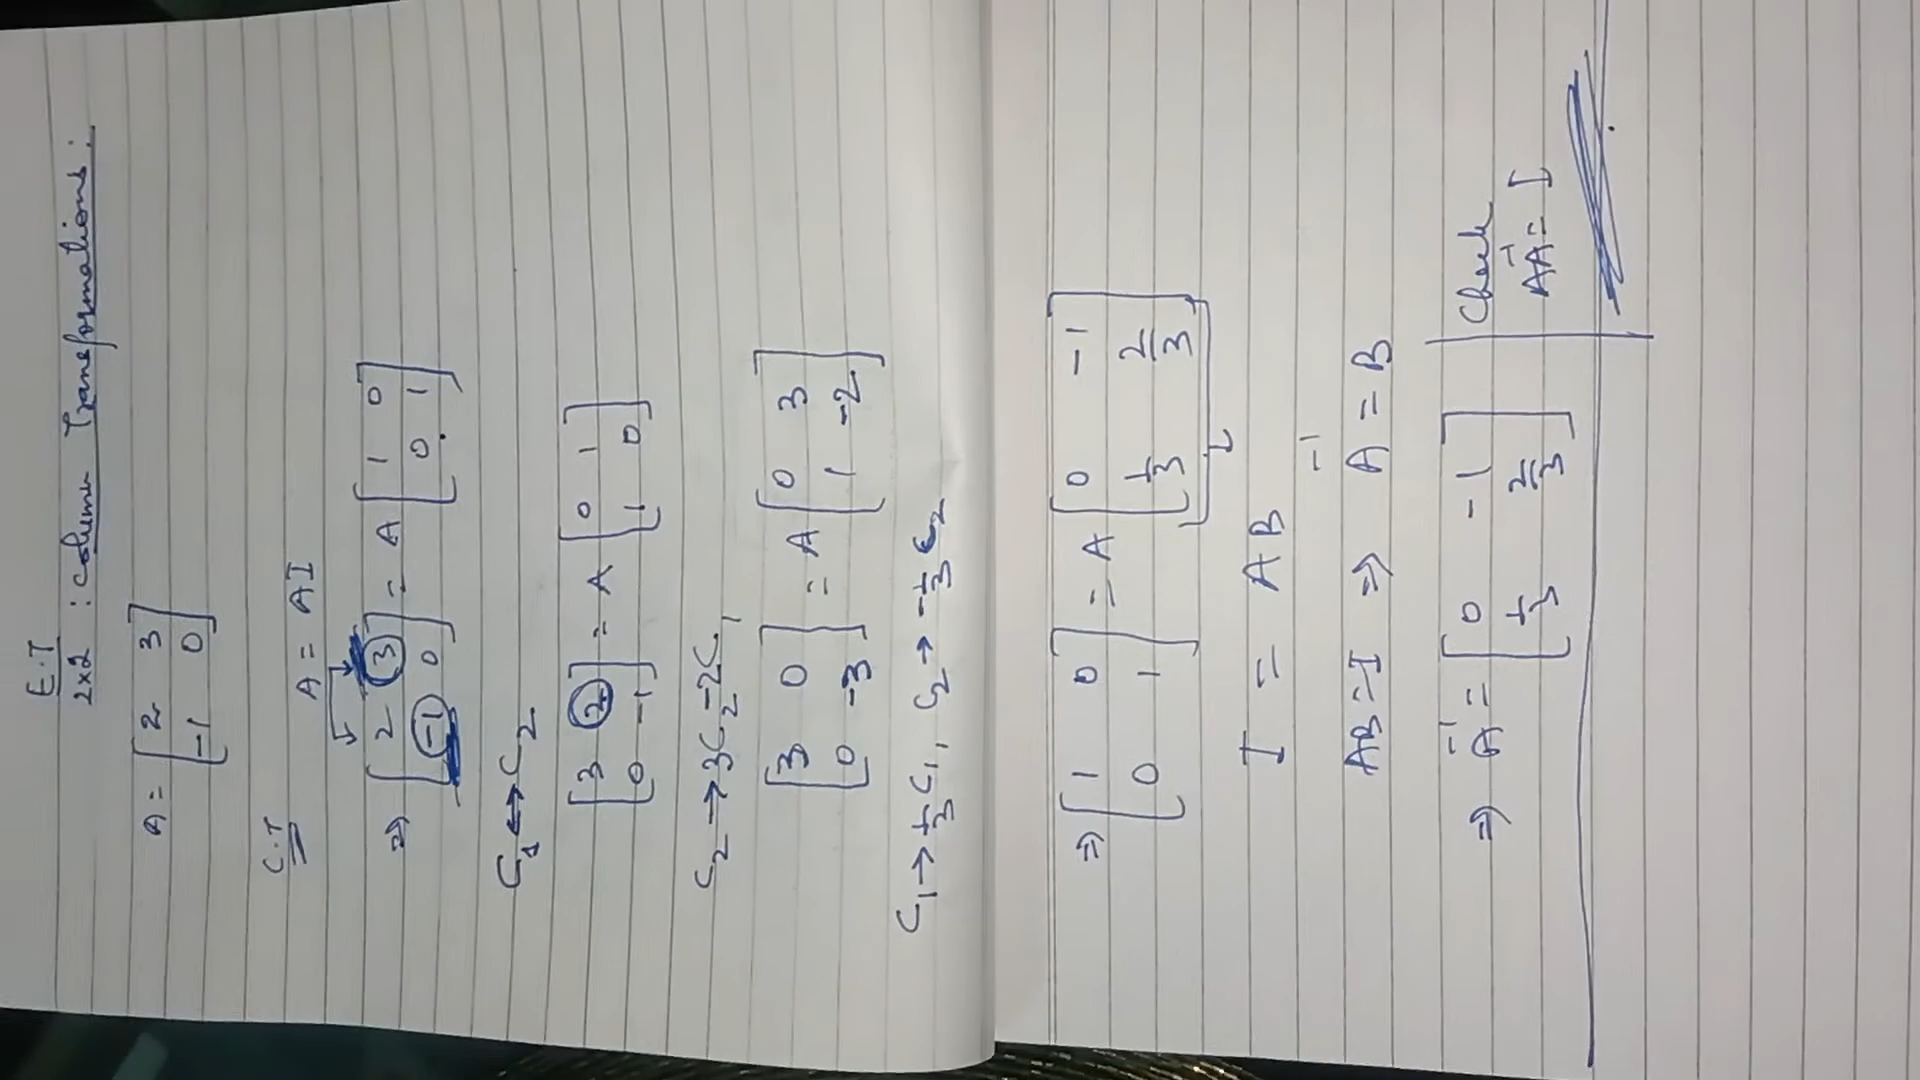 E.T
2x2 : Column Transformations.
A = [2 3
-1 0]
C.T
A = AI
⇒ [2 3
-1 0] = A [1 0
0 1]
C₁ ↔ C₂
[3 2
0 -1] = A [0 1
1 0]
C₂ → 3C₂ - 2C₁
[3 0
0 -3] = A [0 3
1 -2]
C₁ → 1/3 C₁, C₂ → -1/3 C₂
⇒ [1 0
0 1] = A [0 -1
1/3 2/3]
I = AB
AB = I ⇒ A⁻¹ = B
⇒ A⁻¹ = [0 -1
1/3 2/3]
Check
AA⁻¹ = I